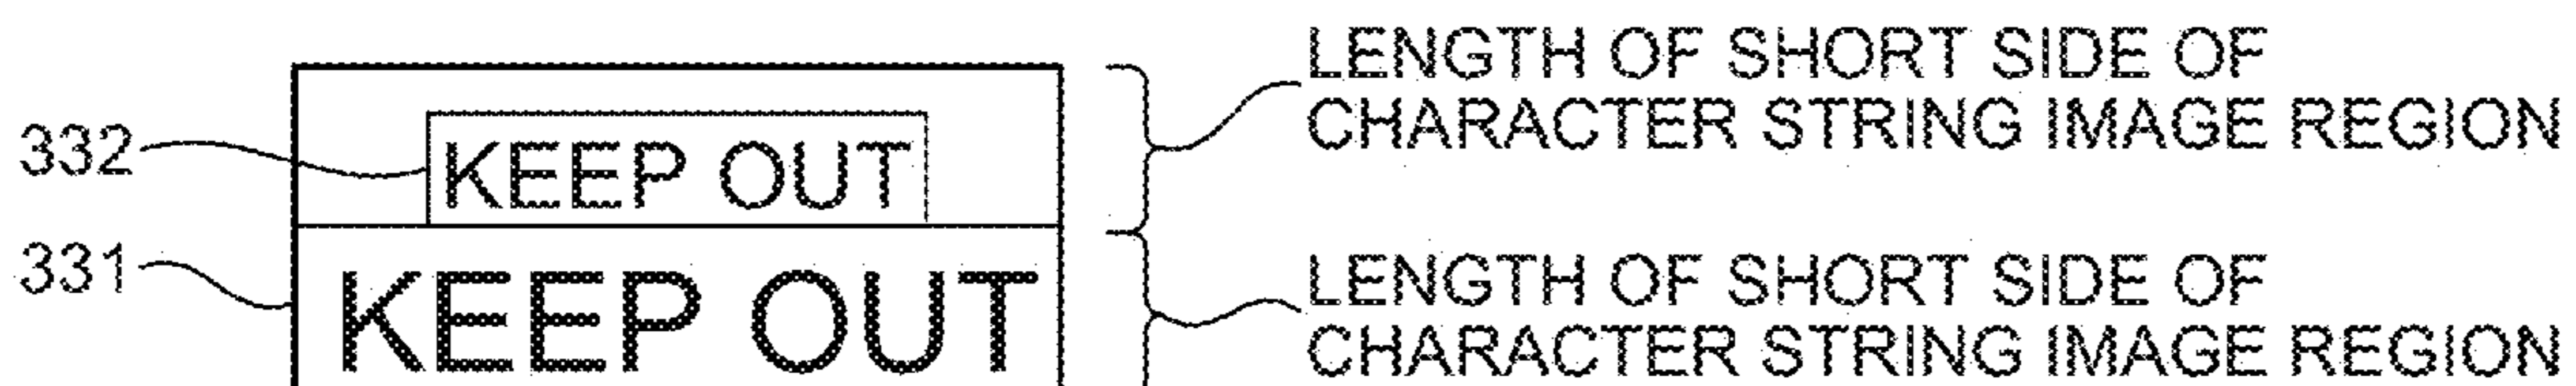 LENGTH OF SHORT SIDE OF
CHARACTER STRING IMAGE REGION
332
KEEP OUT
331
KEEP OUT
LENGTH OF SHORT SIDE OF
CHARACTER STRING IMAGE REGION